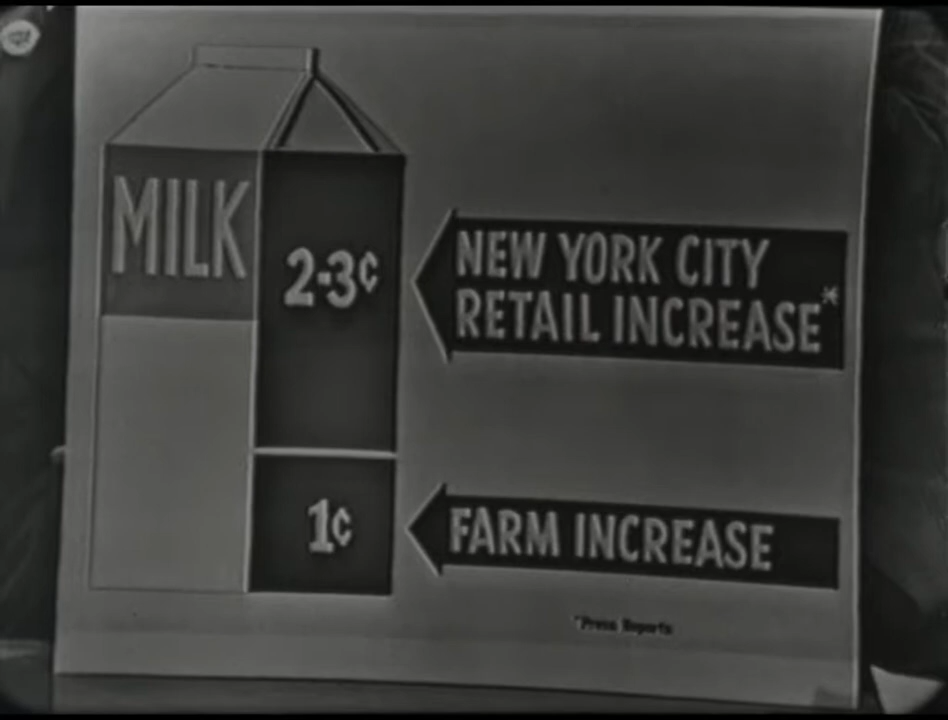 MILK
2-3¢
NEW YORK CITY
RETAIL INCREASE*
1¢
FARM INCREASE
*Press Reports